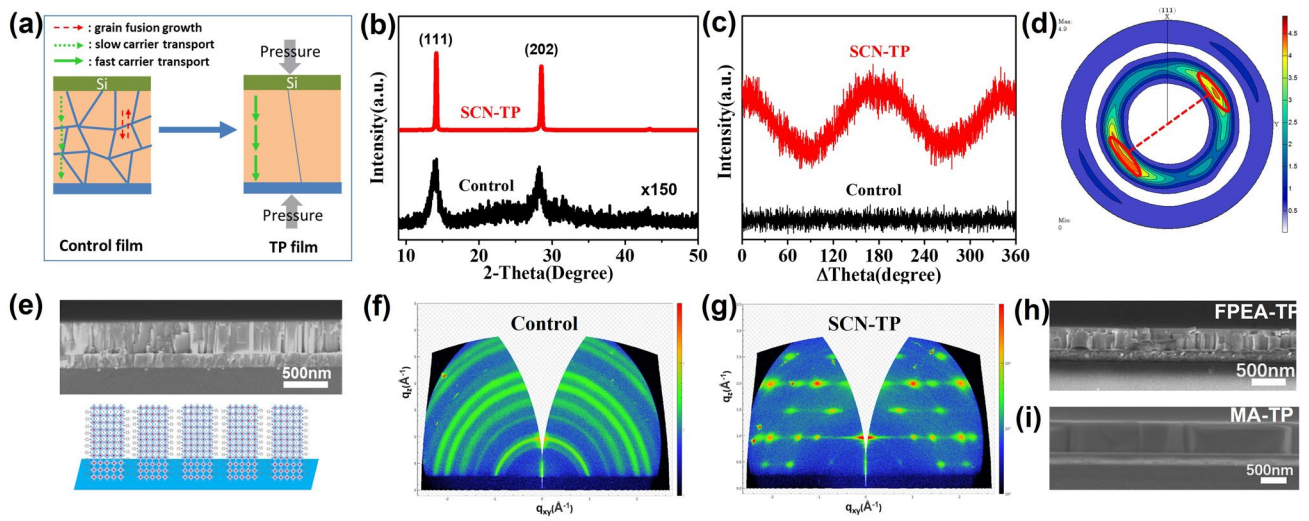 (a)
: grain fusion growth
: slow carrier transport
: fast carrier transport
Pressure
Si
Si
Pressure
Control film
TP film
(b)
Intensity(a.u.)
(111)
(202)
SCN-TP
Control
x150
10 20 30 40 50
2-Theta(Degree)
(c)
Intensity(a.u.)
SCN-TP
Control
0 60 120 180 240 300 360
ΔTheta(degree)
(d)
(111)
X
Y
Max:
4.9
Min:
0
4.5
4
3.5
3
2.5
2
1.5
1
0.5
(e)
500nm
(f)
Control
qz(Å⁻¹)
qxy(Å⁻¹)
(g)
SCN-TP
qz(Å⁻¹)
qxy(Å⁻¹)
(h)
FPEA-TP
500nm
(i)
MA-TP
500nm